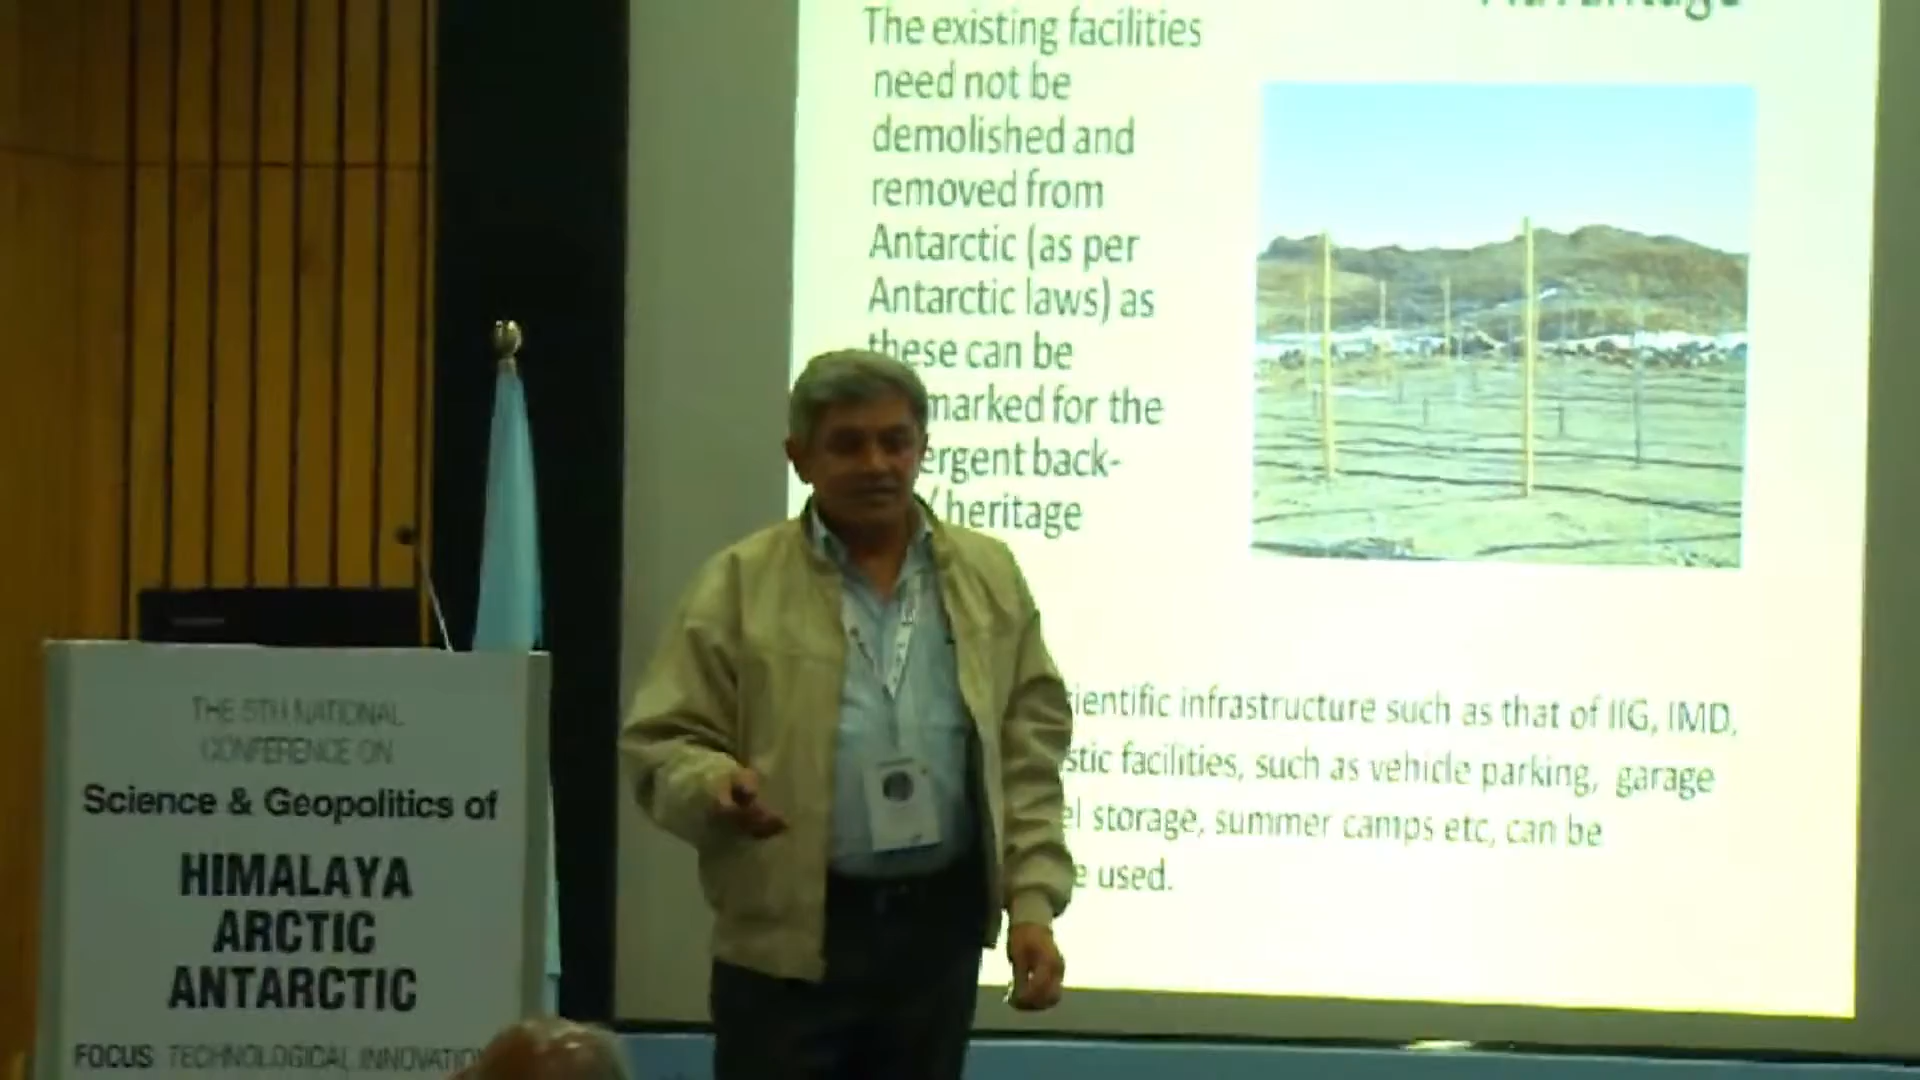 THE 5TH NATIONAL
CONFERENCE ON
Science & Geopolitics of
HIMALAYA
ARCTIC
ANTARCTIC
FOCUS TECHNOLOGICAL INNOVATIO
The existing facilities
need not be
demolished and
removed from
Antarctic (as per
Antarctic laws) as
these can be
marked for the
ergent back-
/ heritage
ientific infrastructure such as that of IIG, IMD,
stic facilities, such as vehicle parking, garage
el storage, summer camps etc, can be
e used.